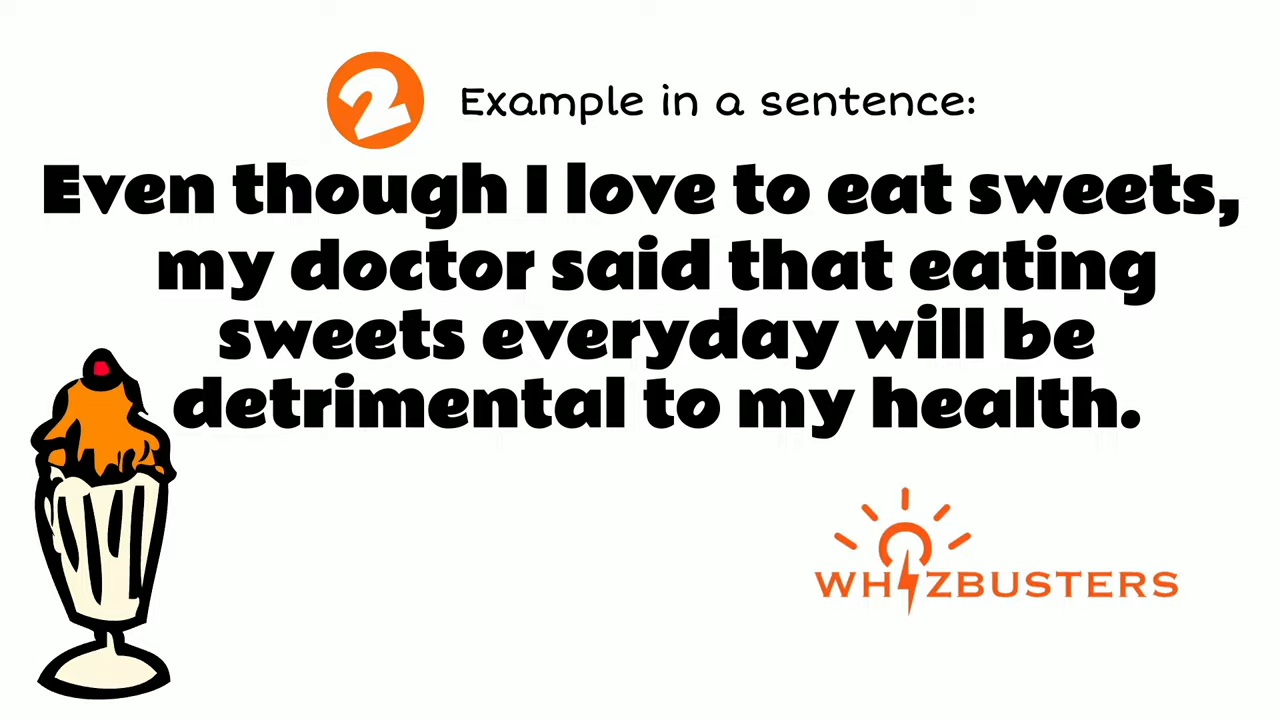 2 Example in a sentence:
Even though I love to eat sweets,
my doctor said that eating
sweets everyday will be
detrimental to my health.
WHIZBUSTERS